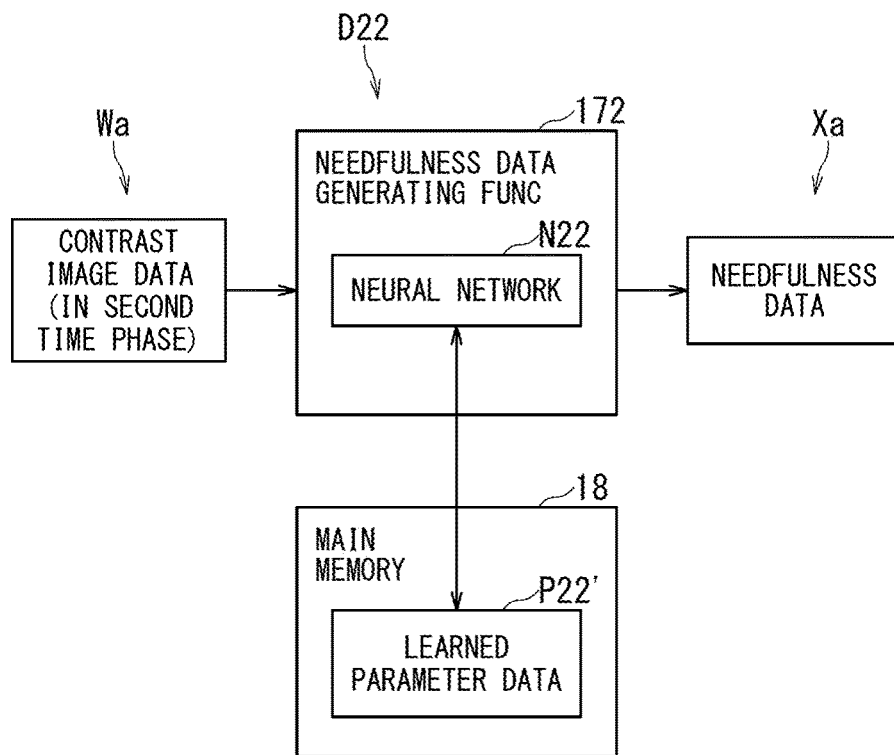 D22
Wa
172
Xa
NEEDFULNESS DATA
GENERATING FUNC
N22
NEURAL NETWORK
CONTRAST
IMAGE DATA
(IN SECOND
TIME PHASE)
NEEDFULNESS
DATA
18
MAIN
MEMORY
P22'
LEARNED
PARAMETER DATA